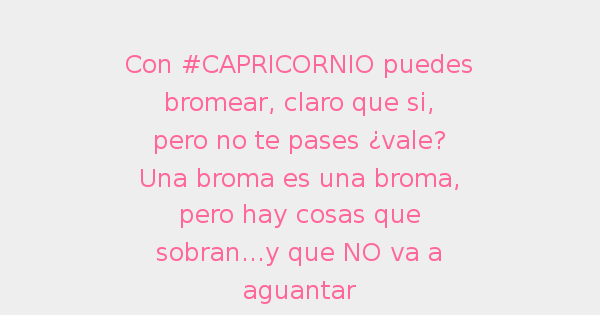 Con #CAPRICORNIO puedes
bromear, claro que si,
pero no te pases ¿vale?
Una broma es una broma,
pero hay cosas que
sobran...y que NO va a
aguantar